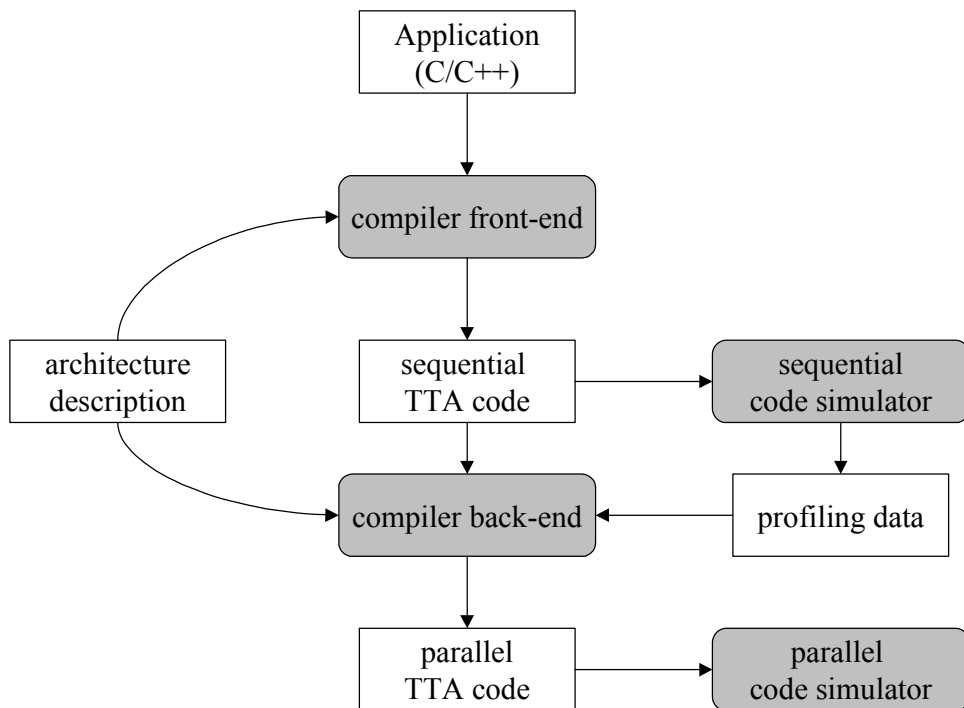 Application
(C/C++)
compiler front-end
architecture
description
sequential
TTA code
sequential
code simulator
compiler back-end
profiling data
parallel
TTA code
parallel
code simulator